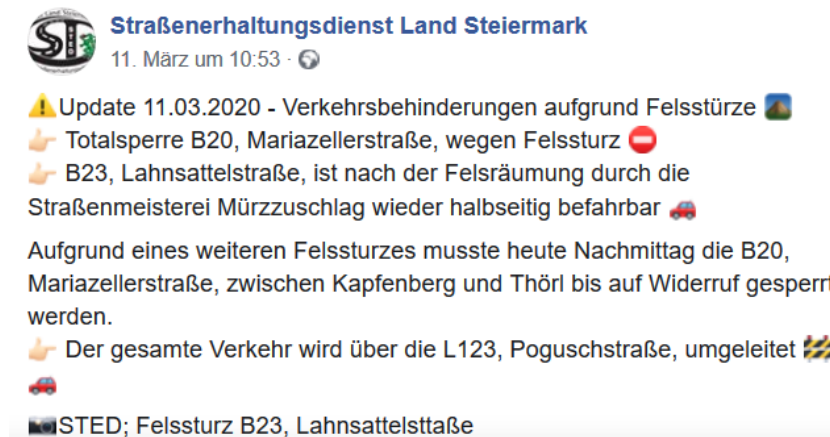 Straßenerhaltungsdienst Land Steiermark
11. März um 10:53 ·
Update 11.03.2020 - Verkehrsbehinderungen aufgrund Felsstürze
Totalsperre B20, Mariazellerstraße, wegen Felssturz
B23, Lahnsattelstraße, ist nach der Felsräumung durch die
Straßenmeisterei Mürzzuschlag wieder halbseitig befahrbar
Aufgrund eines weiteren Felssturzes musste heute Nachmittag die B20,
Mariazellerstraße, zwischen Kapfenberg und Thörl bis auf Widerruf gesperrt
werden.
Der gesamte Verkehr wird über die L123, Poguschstraße, umgeleitet
STED; Felssturz B23, Lahnsattelsttaße